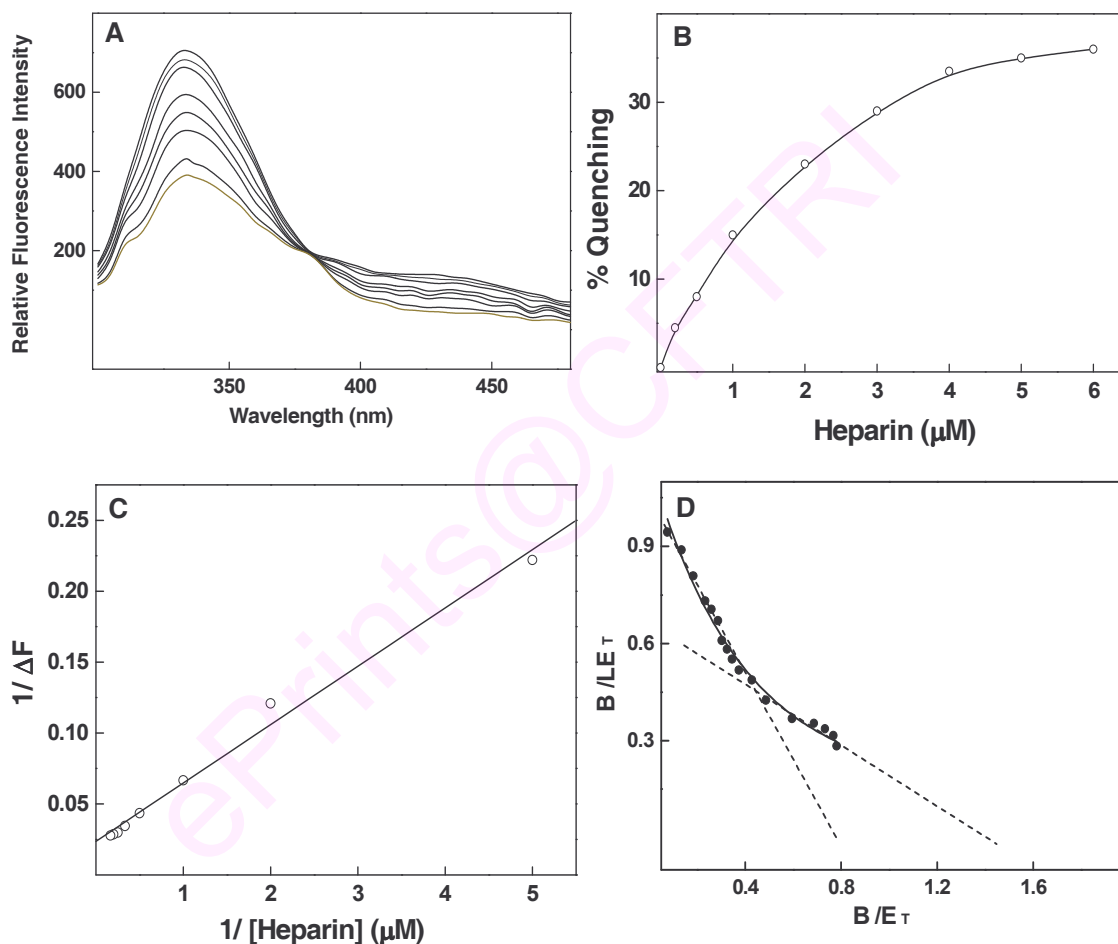 A
Relative Fluorescence Intensity
600
400
200
350
400
450
Wavelength (nm)
B
% Quenching
30
20
10
1 2 3 4 5 6
Heparin (μM)
C
1/ ΔF
0.25
0.20
0.15
0.10
0.05
1 2 3 4 5
1/ [Heparin] (μM)
D
B/LE T
0.9
0.6
0.3
0.4 0.8 1.2 1.6
B/E T
ePrints@CFTRI